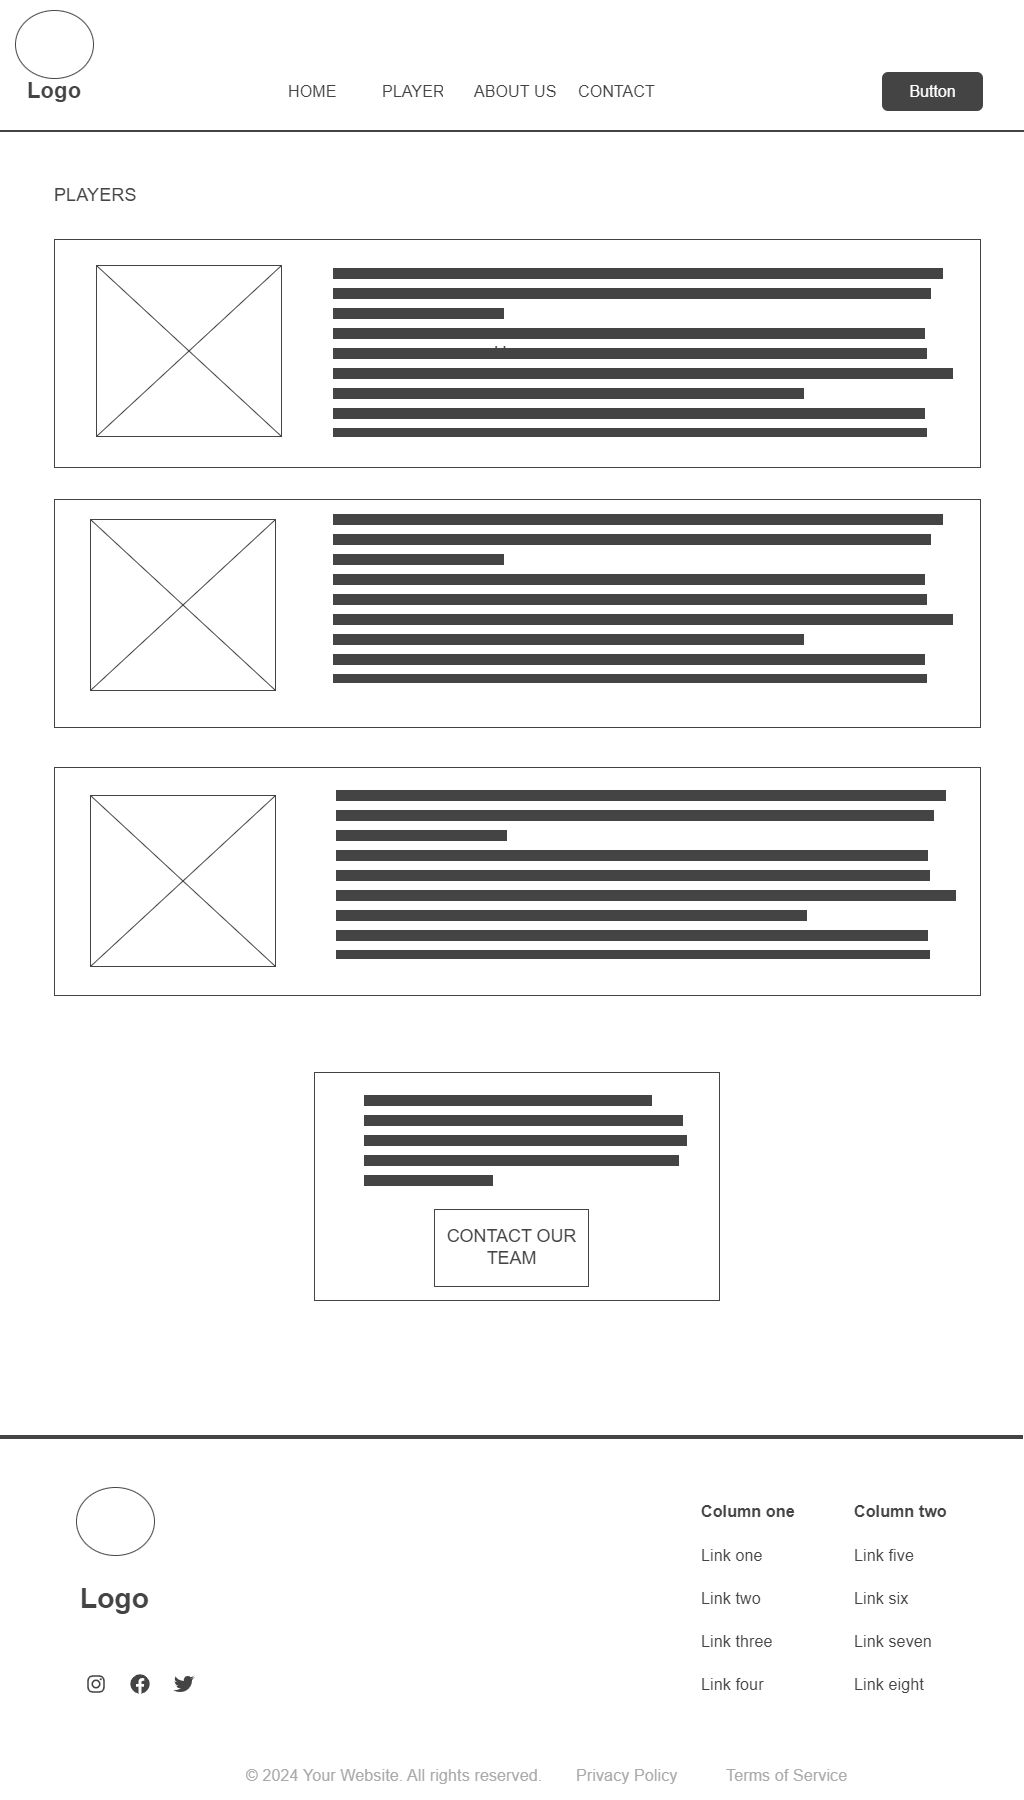 Logo
HOME PLAYER ABOUT US CONTACT Button
PLAYERS
CONTACT OUR
TEAM
Column one Column two
Link one Link five
Logo
Link two Link six
Link three Link seven
Link four Link eight
© 2024 Your Website. All rights reserved. Privacy Policy Terms of Service